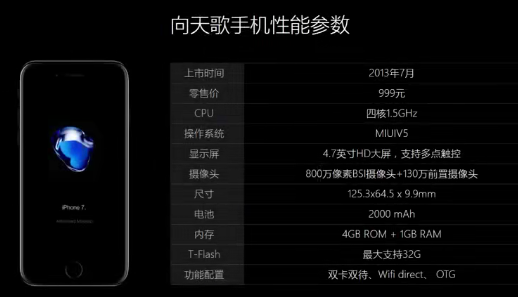 向天歌手机性能参数
上市时间 2013年7月
零售价 999元
CPU 四核1.5GHz
操作系统 MIUIV5
显示屏 4.7英寸HD大屏，支持多点触控
摄像头 800万像素BSI摄像头+130万前置摄像头
尺寸 125.3x64.5 x 9.9mm
电池 2000 mAh
内存 4GB ROM + 1GB RAM
T-Flash 最大支持32G
功能配置 双卡双待、Wifi direct、 OTG
iPhone 7.